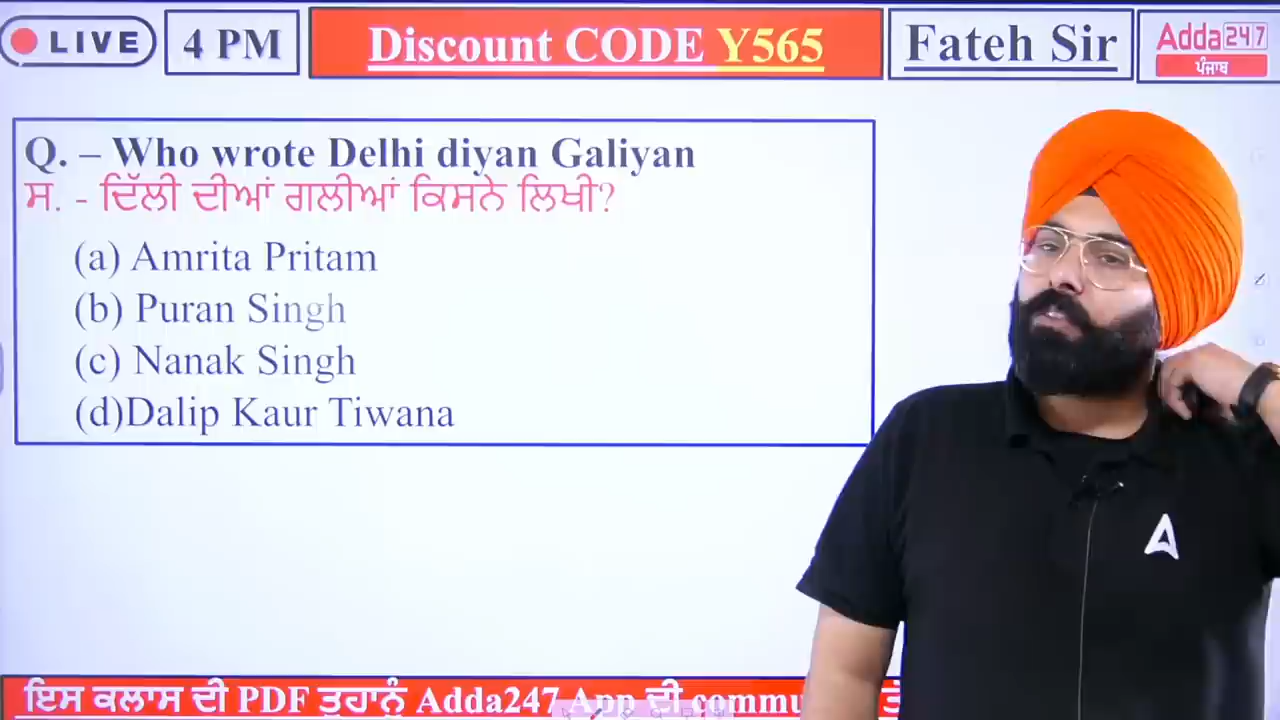 LIVE
4 PM
Discount CODE Y565
Fateh Sir
Adda247
ਪੰਜਾਬ
Q. – Who wrote Delhi diyan Galiyan
ਸ. - ਦਿੱਲੀ ਦੀਆਂ ਗਲੀਆਂ ਕਿਸਨੇ ਲਿਖੀ?
(a) Amrita Pritam
(b) Puran Singh
(c) Nanak Singh
(d)Dalip Kaur Tiwana
ਇਸ ਕਲਾਸ ਦੀ PDF ਤੁਹਾਨੂੰ Adda247 App ਦੀ